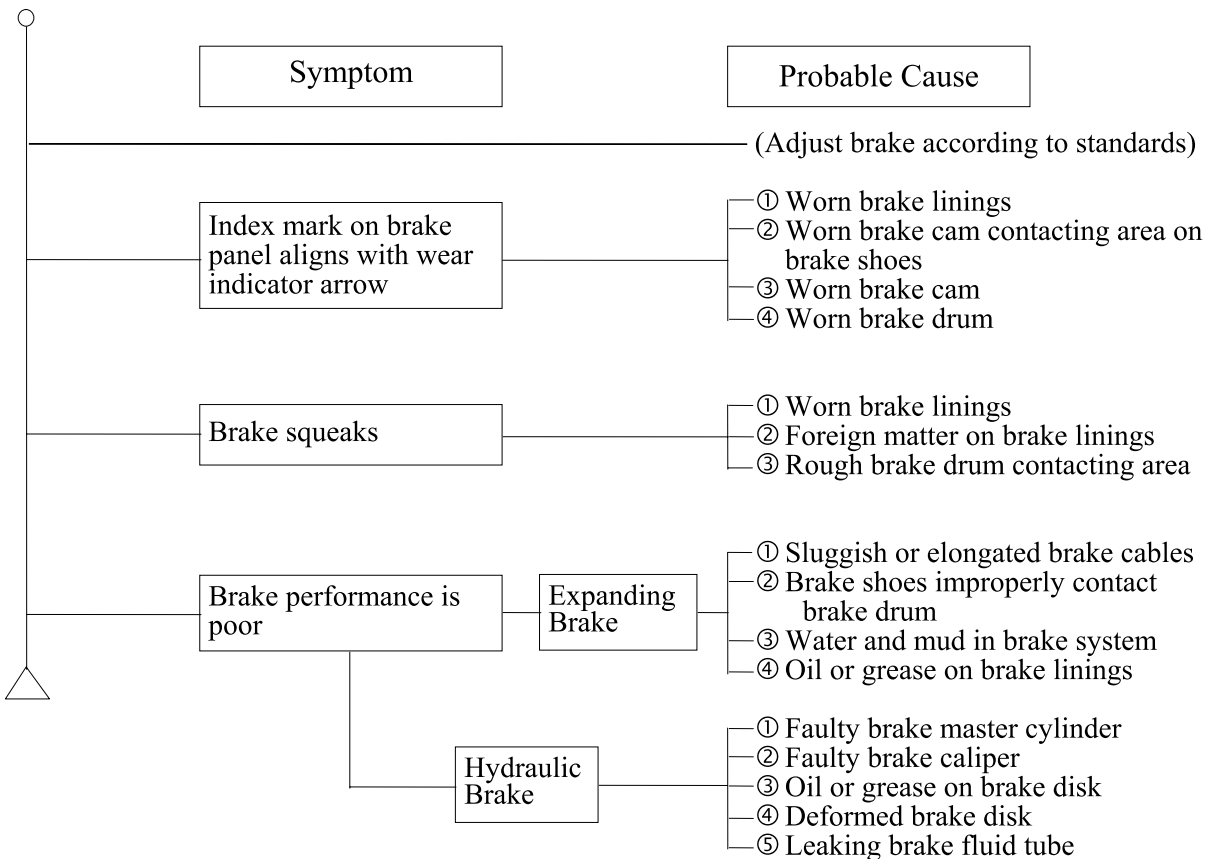 Symptom
Probable Cause
(Adjust brake according to standards)
Index mark on brake
panel aligns with wear
indicator arrow
① Worn brake linings
② Worn brake cam contacting area on
brake shoes
③ Worn brake cam
④ Worn brake drum
Brake squeaks
① Worn brake linings
② Foreign matter on brake linings
③ Rough brake drum contacting area
Brake performance is
poor
Expanding
Brake
① Sluggish or elongated brake cables
② Brake shoes improperly contact
brake drum
③ Water and mud in brake system
④ Oil or grease on brake linings
Hydraulic
Brake
① Faulty brake master cylinder
② Faulty brake caliper
③ Oil or grease on brake disk
④ Deformed brake disk
⑤ Leaking brake fluid tube